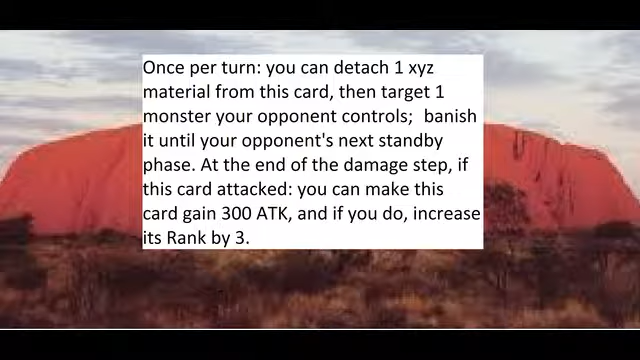 Once per turn: you can detach 1 xyz
material from this card, then target 1
monster your opponent controls; banish
it until your opponent's next standby
phase. At the end of the damage step, if
this card attacked: you can make this
card gain 300 ATK, and if you do, increase
its Rank by 3.